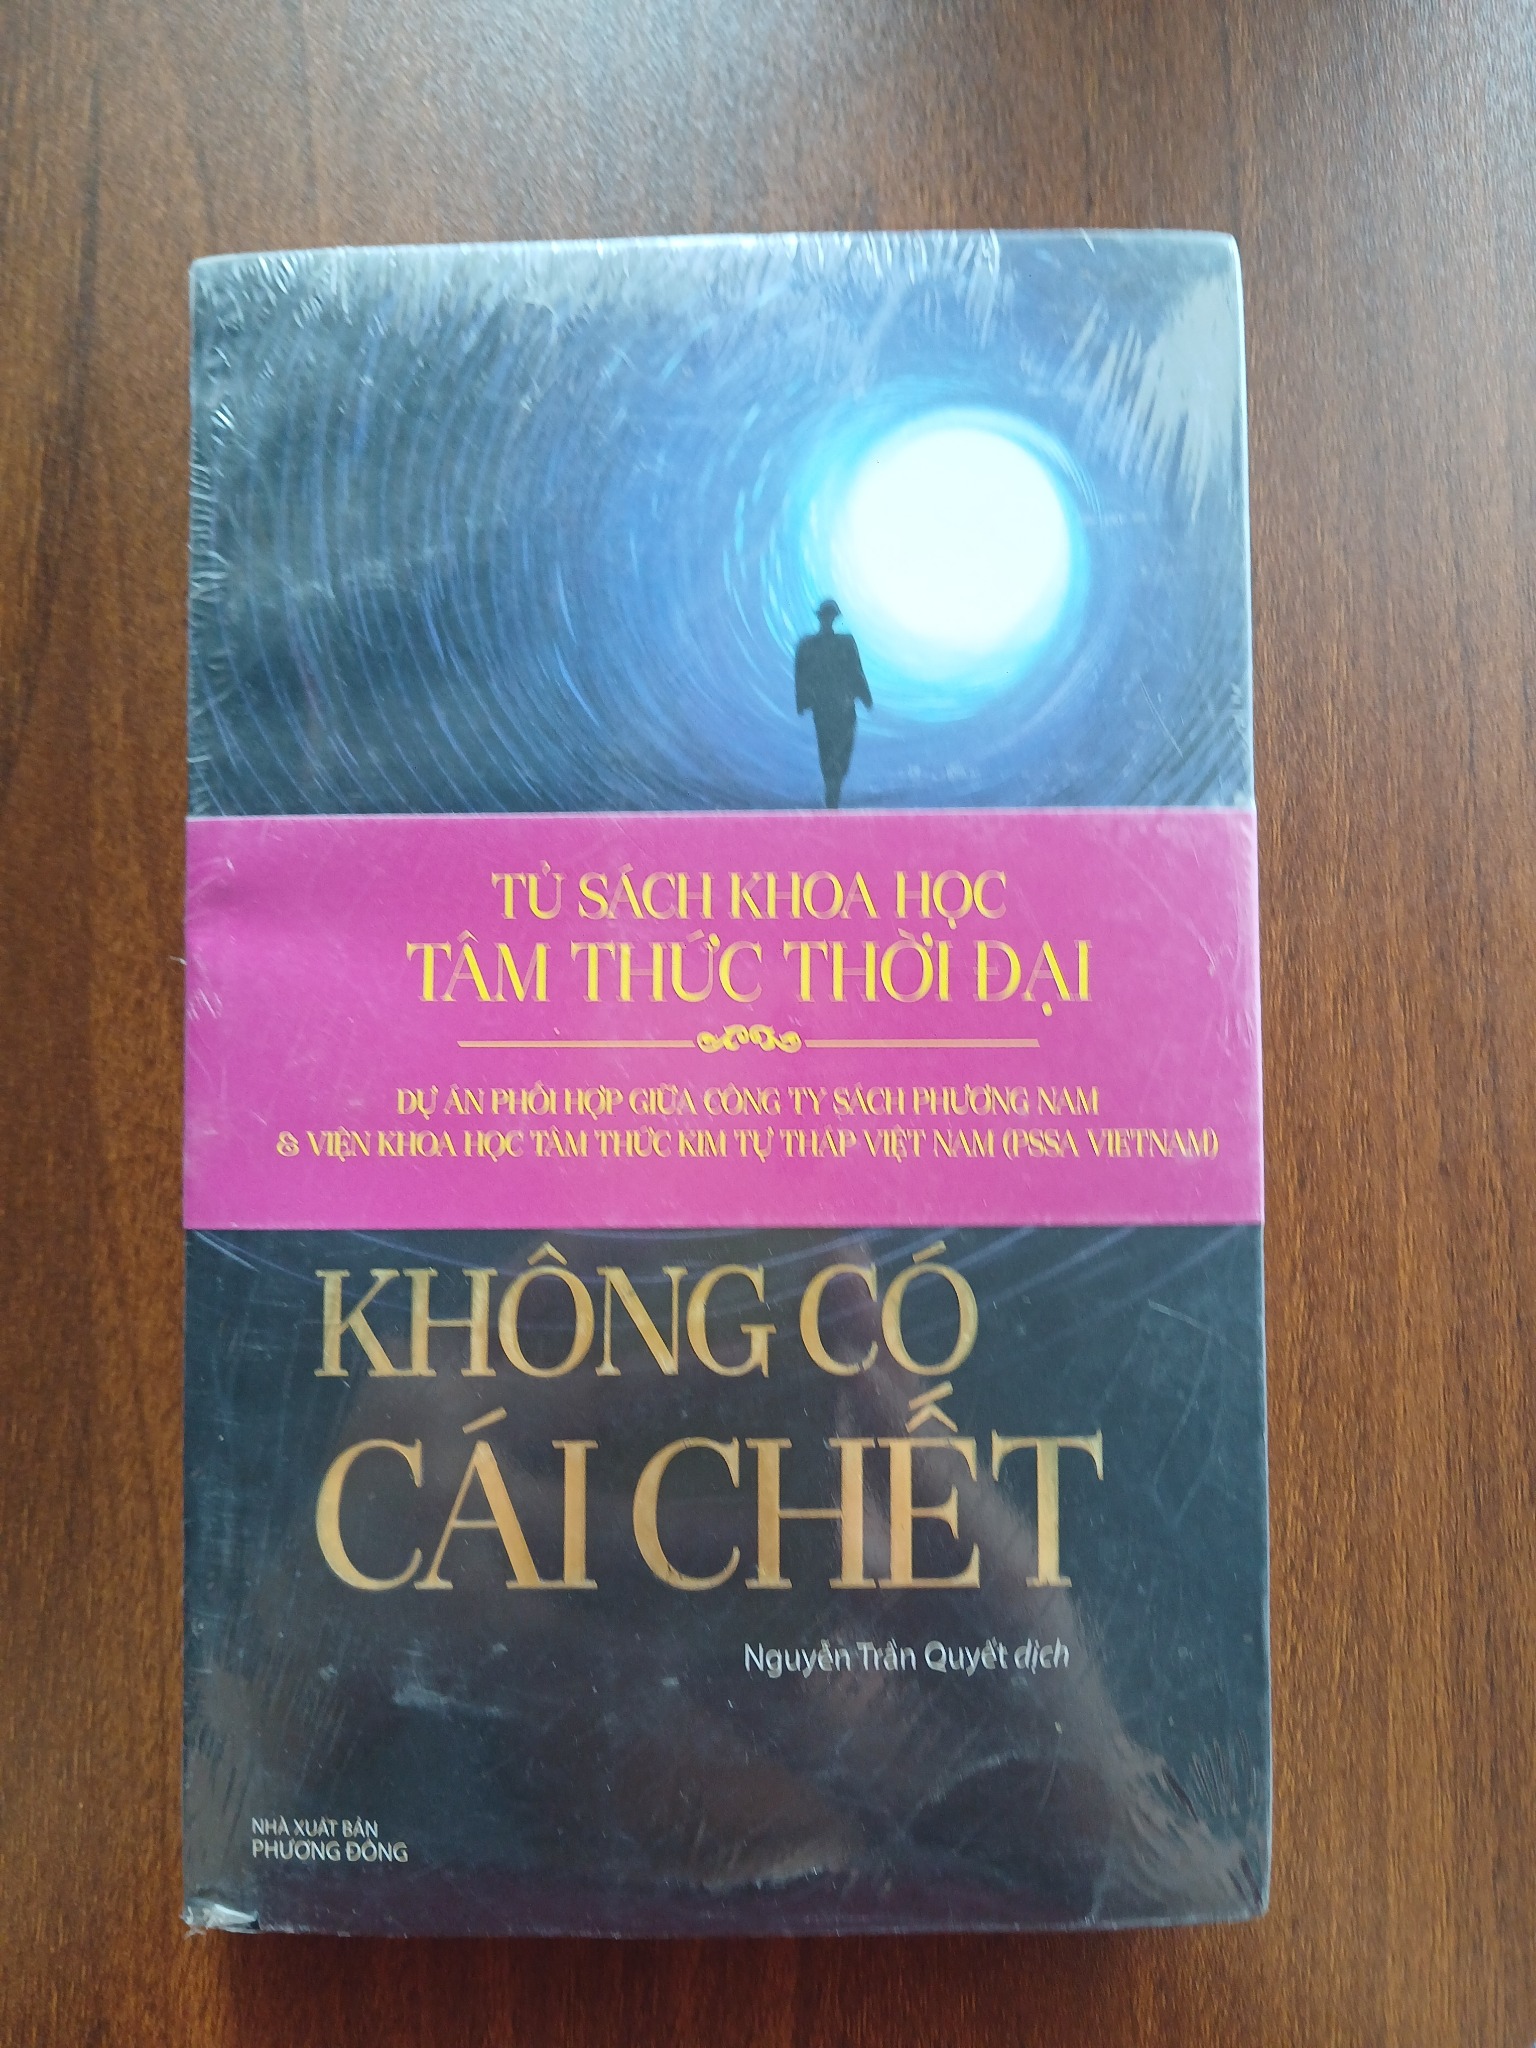 TỦ SÁCH KHOA HỌC
TÂM THỨC THỜI ĐẠI
DỰ ÁN PHỐI HỢP GIỮA CÔNG TY SÁCH PHƯƠNG NAM
& VIỆN KHOA HỌC TÂM THỨC KIM TỰ THÁP VIỆT NAM (PSSA VIETNAM)
KHÔNG CÓ
CÁI CHẾT
Nguyễn Trần Quyết dịch
NHÀ XUẤT BẢN
PHƯƠNG ĐÔNG